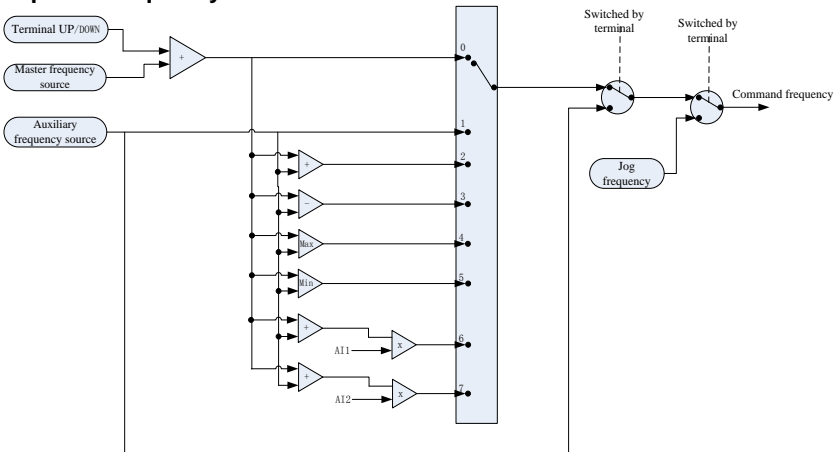 Terminal UP/DOWN
+
Master frequency
source
Auxiliary
frequency source
0
1
2
+
3
-
4
Max
5
Min
6
+
AI1
x
7
+
AI2
x
Switched by
terminal
Switched by
terminal
Command frequency
Jog
frequency